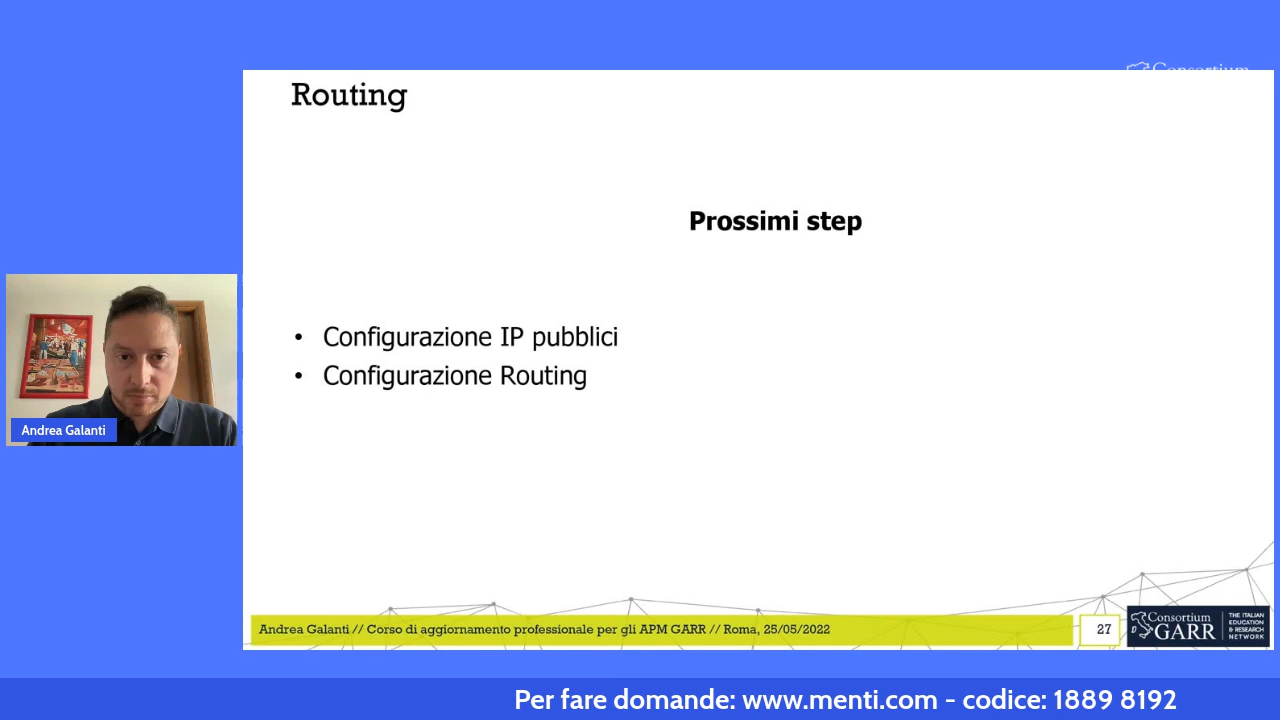 Consortium
Routing
Prossimi step
• Configurazione IP pubblici
• Configurazione Routing
Andrea Galanti
Andrea Galanti // Corso di aggiornamento professionale per gli APM GARR // Roma, 25/05/2022
27
Consortium
GARR
THE ITALIAN
EDUCATION
& RESEARCH
NETWORK
Per fare domande: www.menti.com - codice: 1889 8192